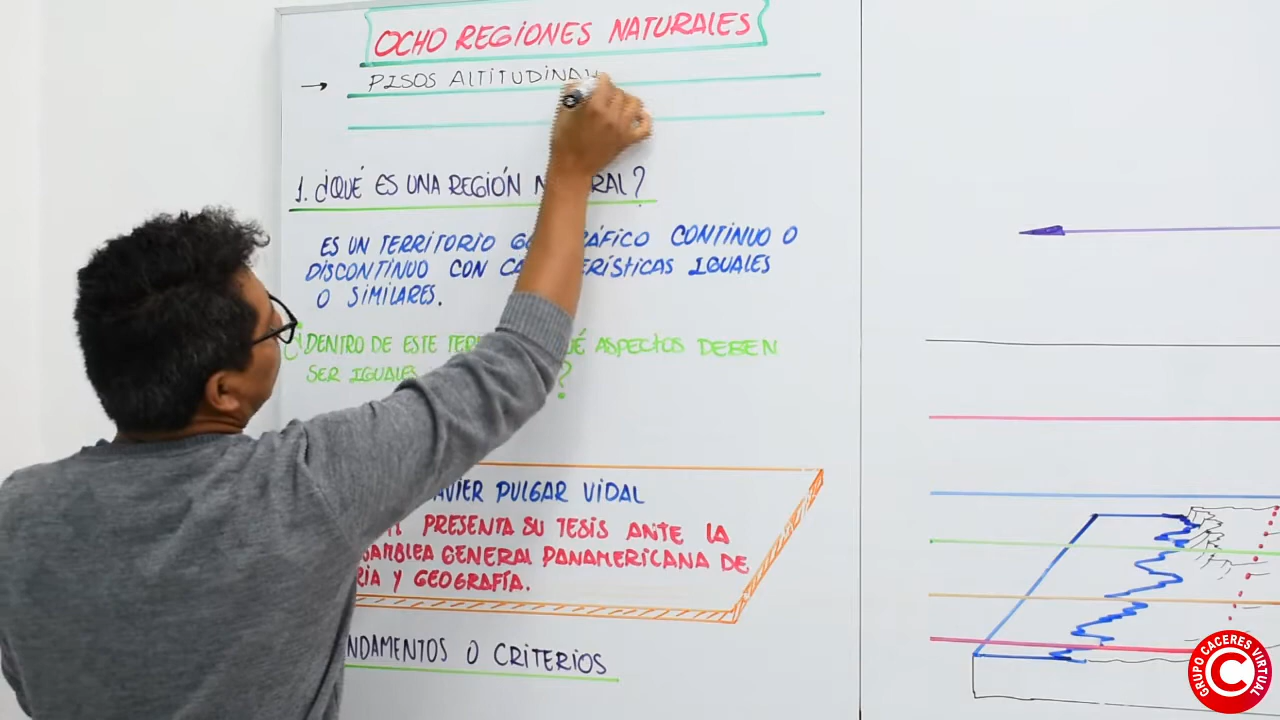 OCHO REGIONES NATURALES
→ PISOS
1. ¿QUÉ ES UNA REGIÓN
ES UN TERRITORIO CONTINUO O
DISCONTINUO CON IGUALES
O SIMILARES.
¿DENTRO DE ESTE ASPECTOS DEBEN
SER IGUALES ?
PULGAR VIDAL
PRESENTA SU TESIS ANTE LA
GENERAL PANAMERICANA DE
Y GEOGRAFÍA.
O CRITERIOS
GRUPO CACERES VIRTUAL
C